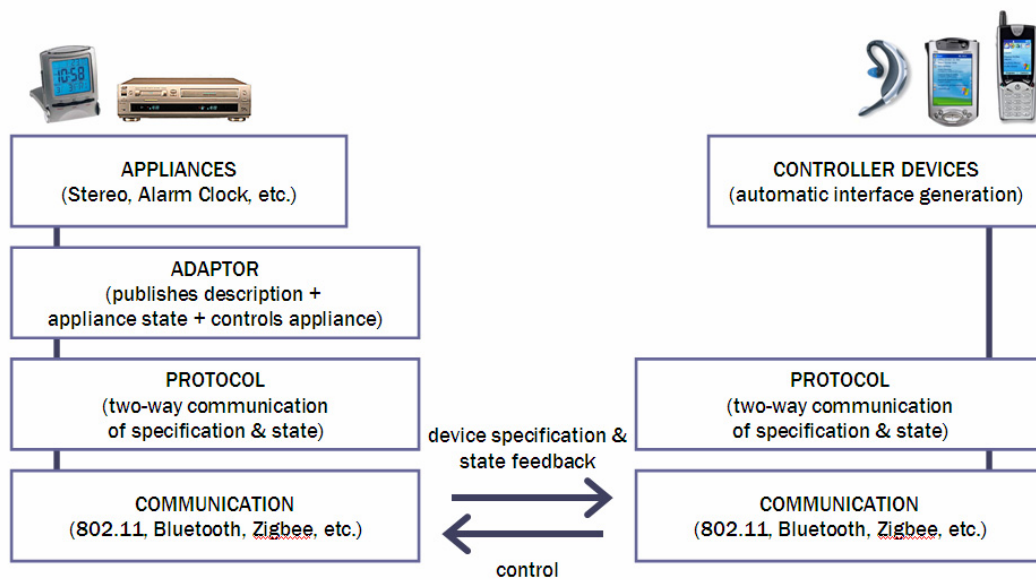 10:58
APPLIANCES
(Stereo, Alarm Clock, etc.)
CONTROLLER DEVICES
(automatic interface generation)
ADAPTOR
(publishes description +
appliance state + controls appliance)
PROTOCOL
(two-way communication
of specification & state)
PROTOCOL
(two-way communication
of specification & state)
device specification &
state feedback
COMMUNICATION
(802.11, Bluetooth, Zigbee, etc.)
COMMUNICATION
(802.11, Bluetooth, Zigbee, etc.)
control